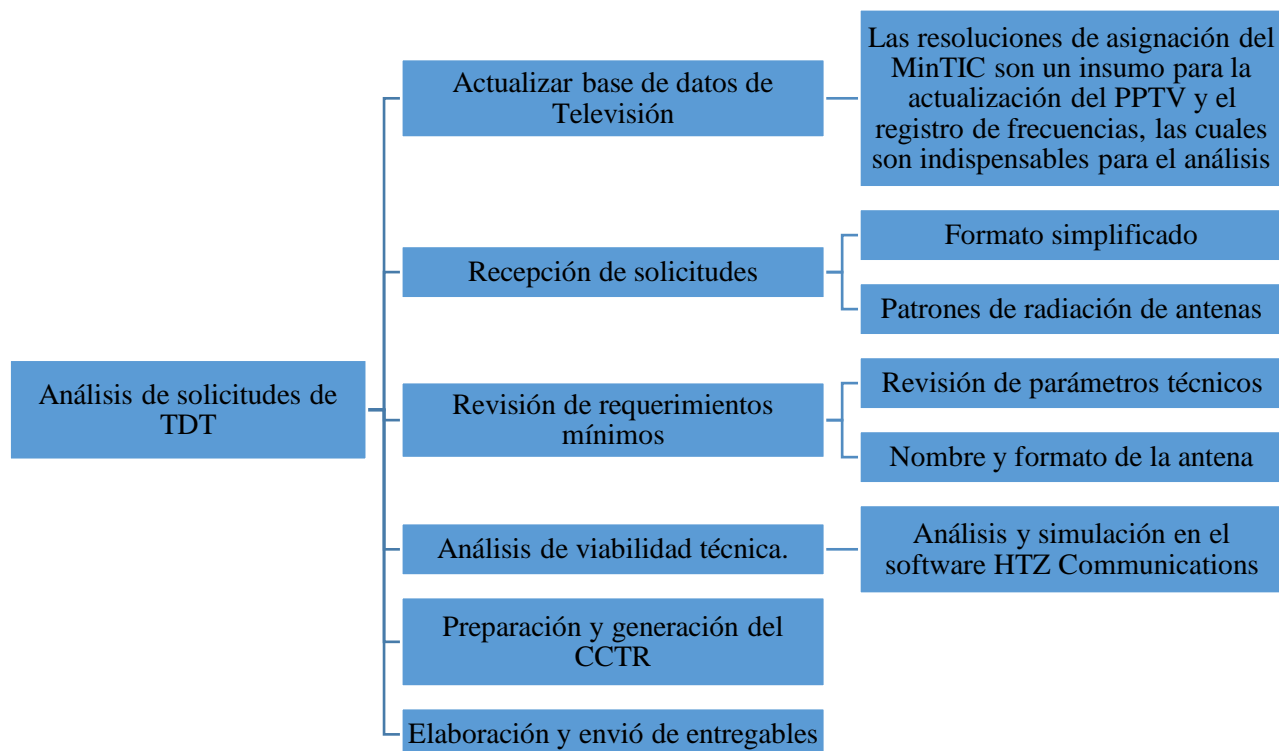 Análisis de solicitudes de
TDT
Actualizar base de datos de
Televisión
Las resoluciones de asignación del
MinTIC son un insumo para la
actualización del PPTV y el
registro de frecuencias, las cuales
son indispensables para el análisis
Recepción de solicitudes
Formato simplificado
Patrones de radiación de antenas
Revisión de requerimientos
mínimos
Revisión de parámetros técnicos
Nombre y formato de la antena
Análisis de viabilidad técnica.
Análisis y simulación en el
software HTZ Communications
Preparación y generación del
CCTR
Elaboración y envió de entregables